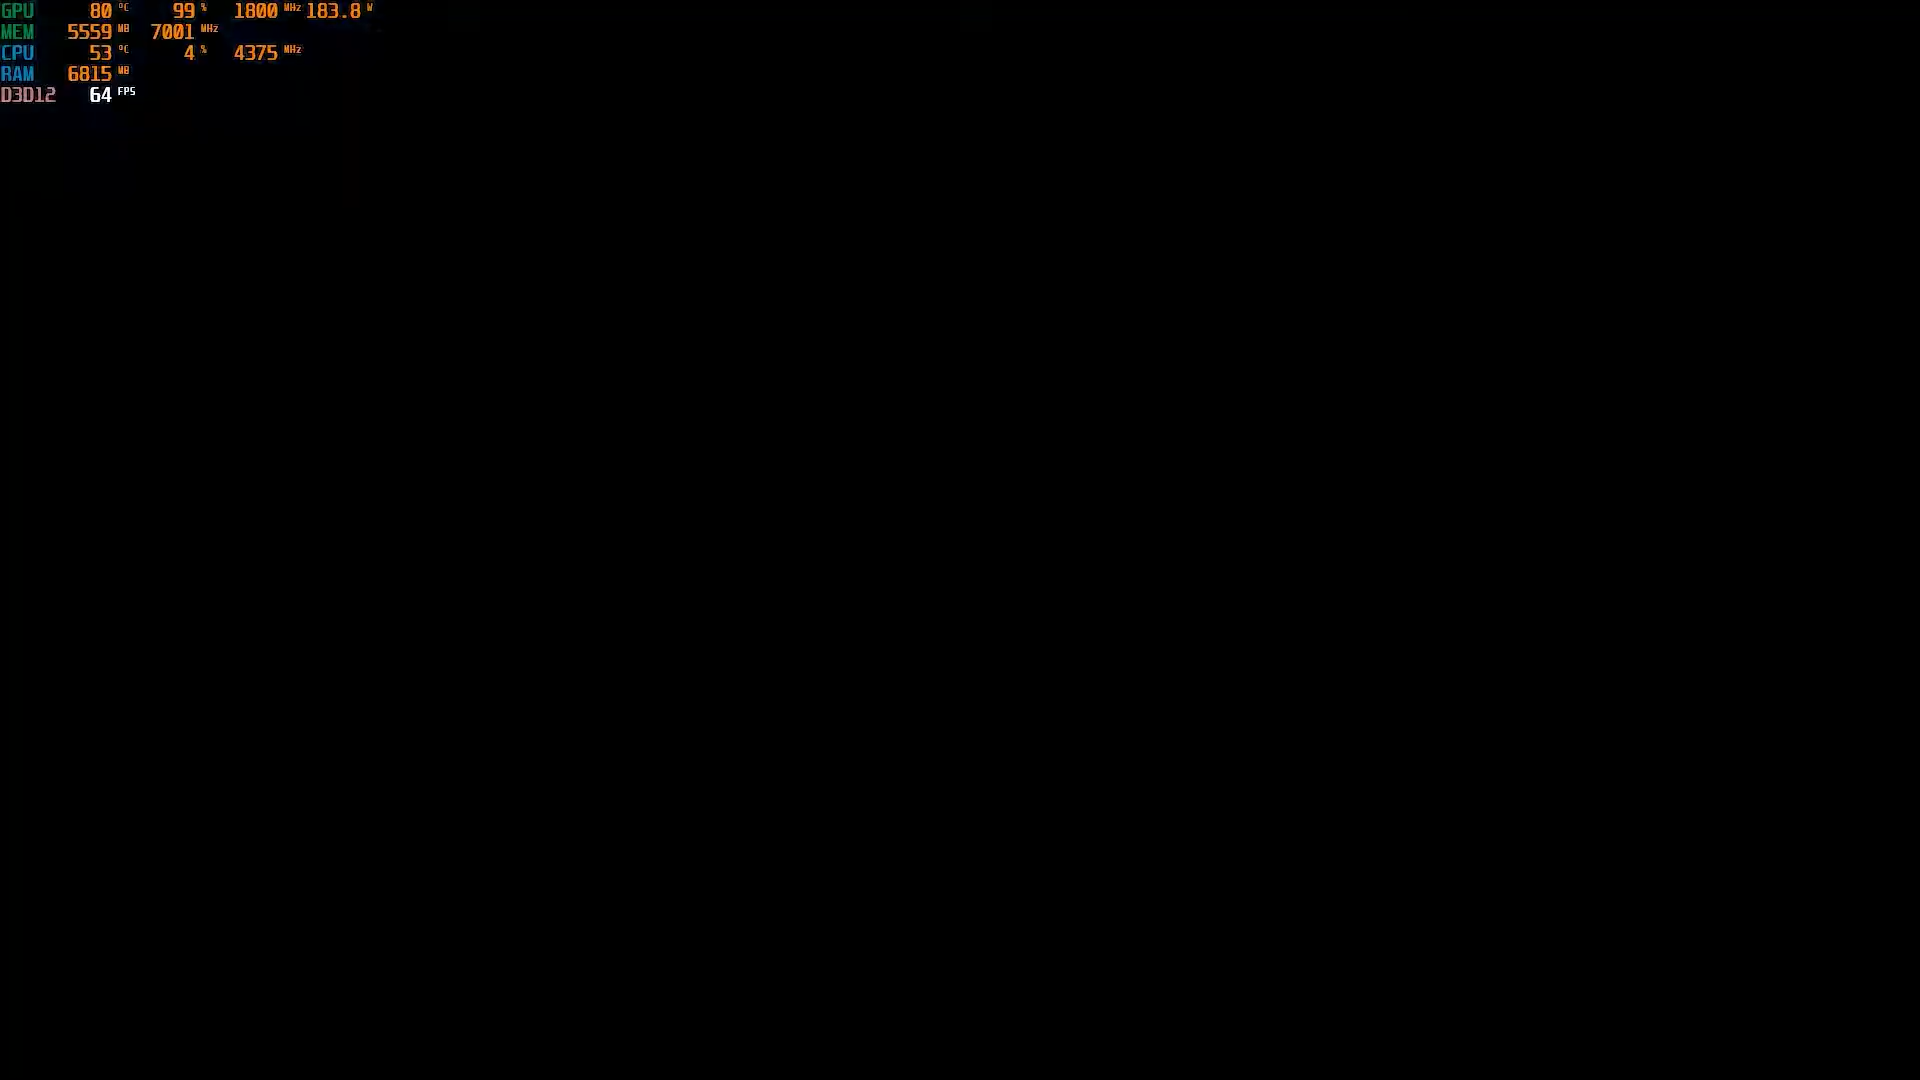 GPU 80 °C 99 % 1800 MHz 183.8 W
MEM 5559 MB 7001 MHz
CPU 53 °C 4 % 4375 MHz
RAM 6815 MB
D3D12 64 FPS